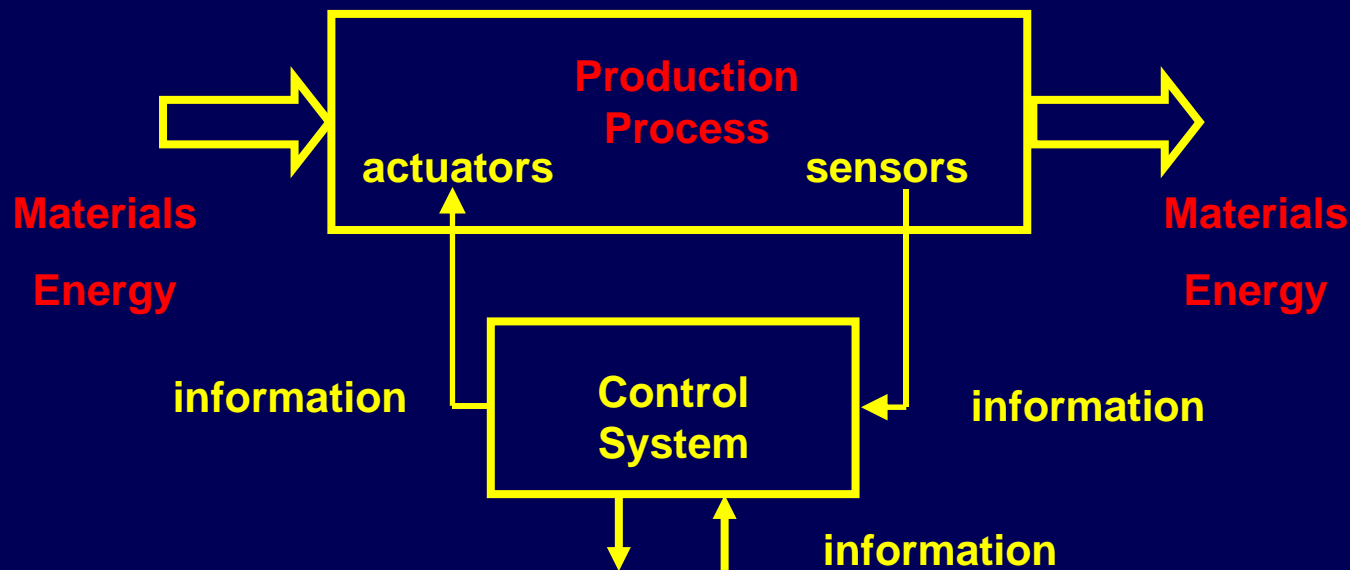 Production
Process
actuators
sensors
Materials
Energy
Materials
Energy
information
Control
System
information
information